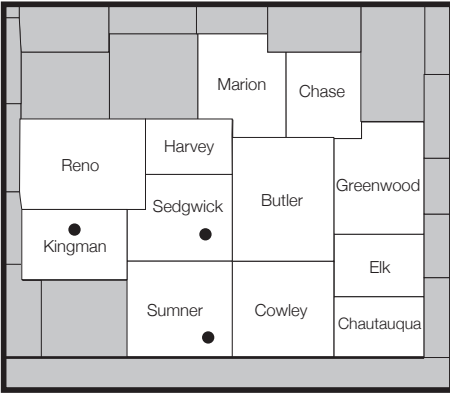 Marion
Chase
Harvey
Reno
Greenwood
Sedgwick
Butler
Kingman
Elk
Sumner
Cowley
Chautauqua